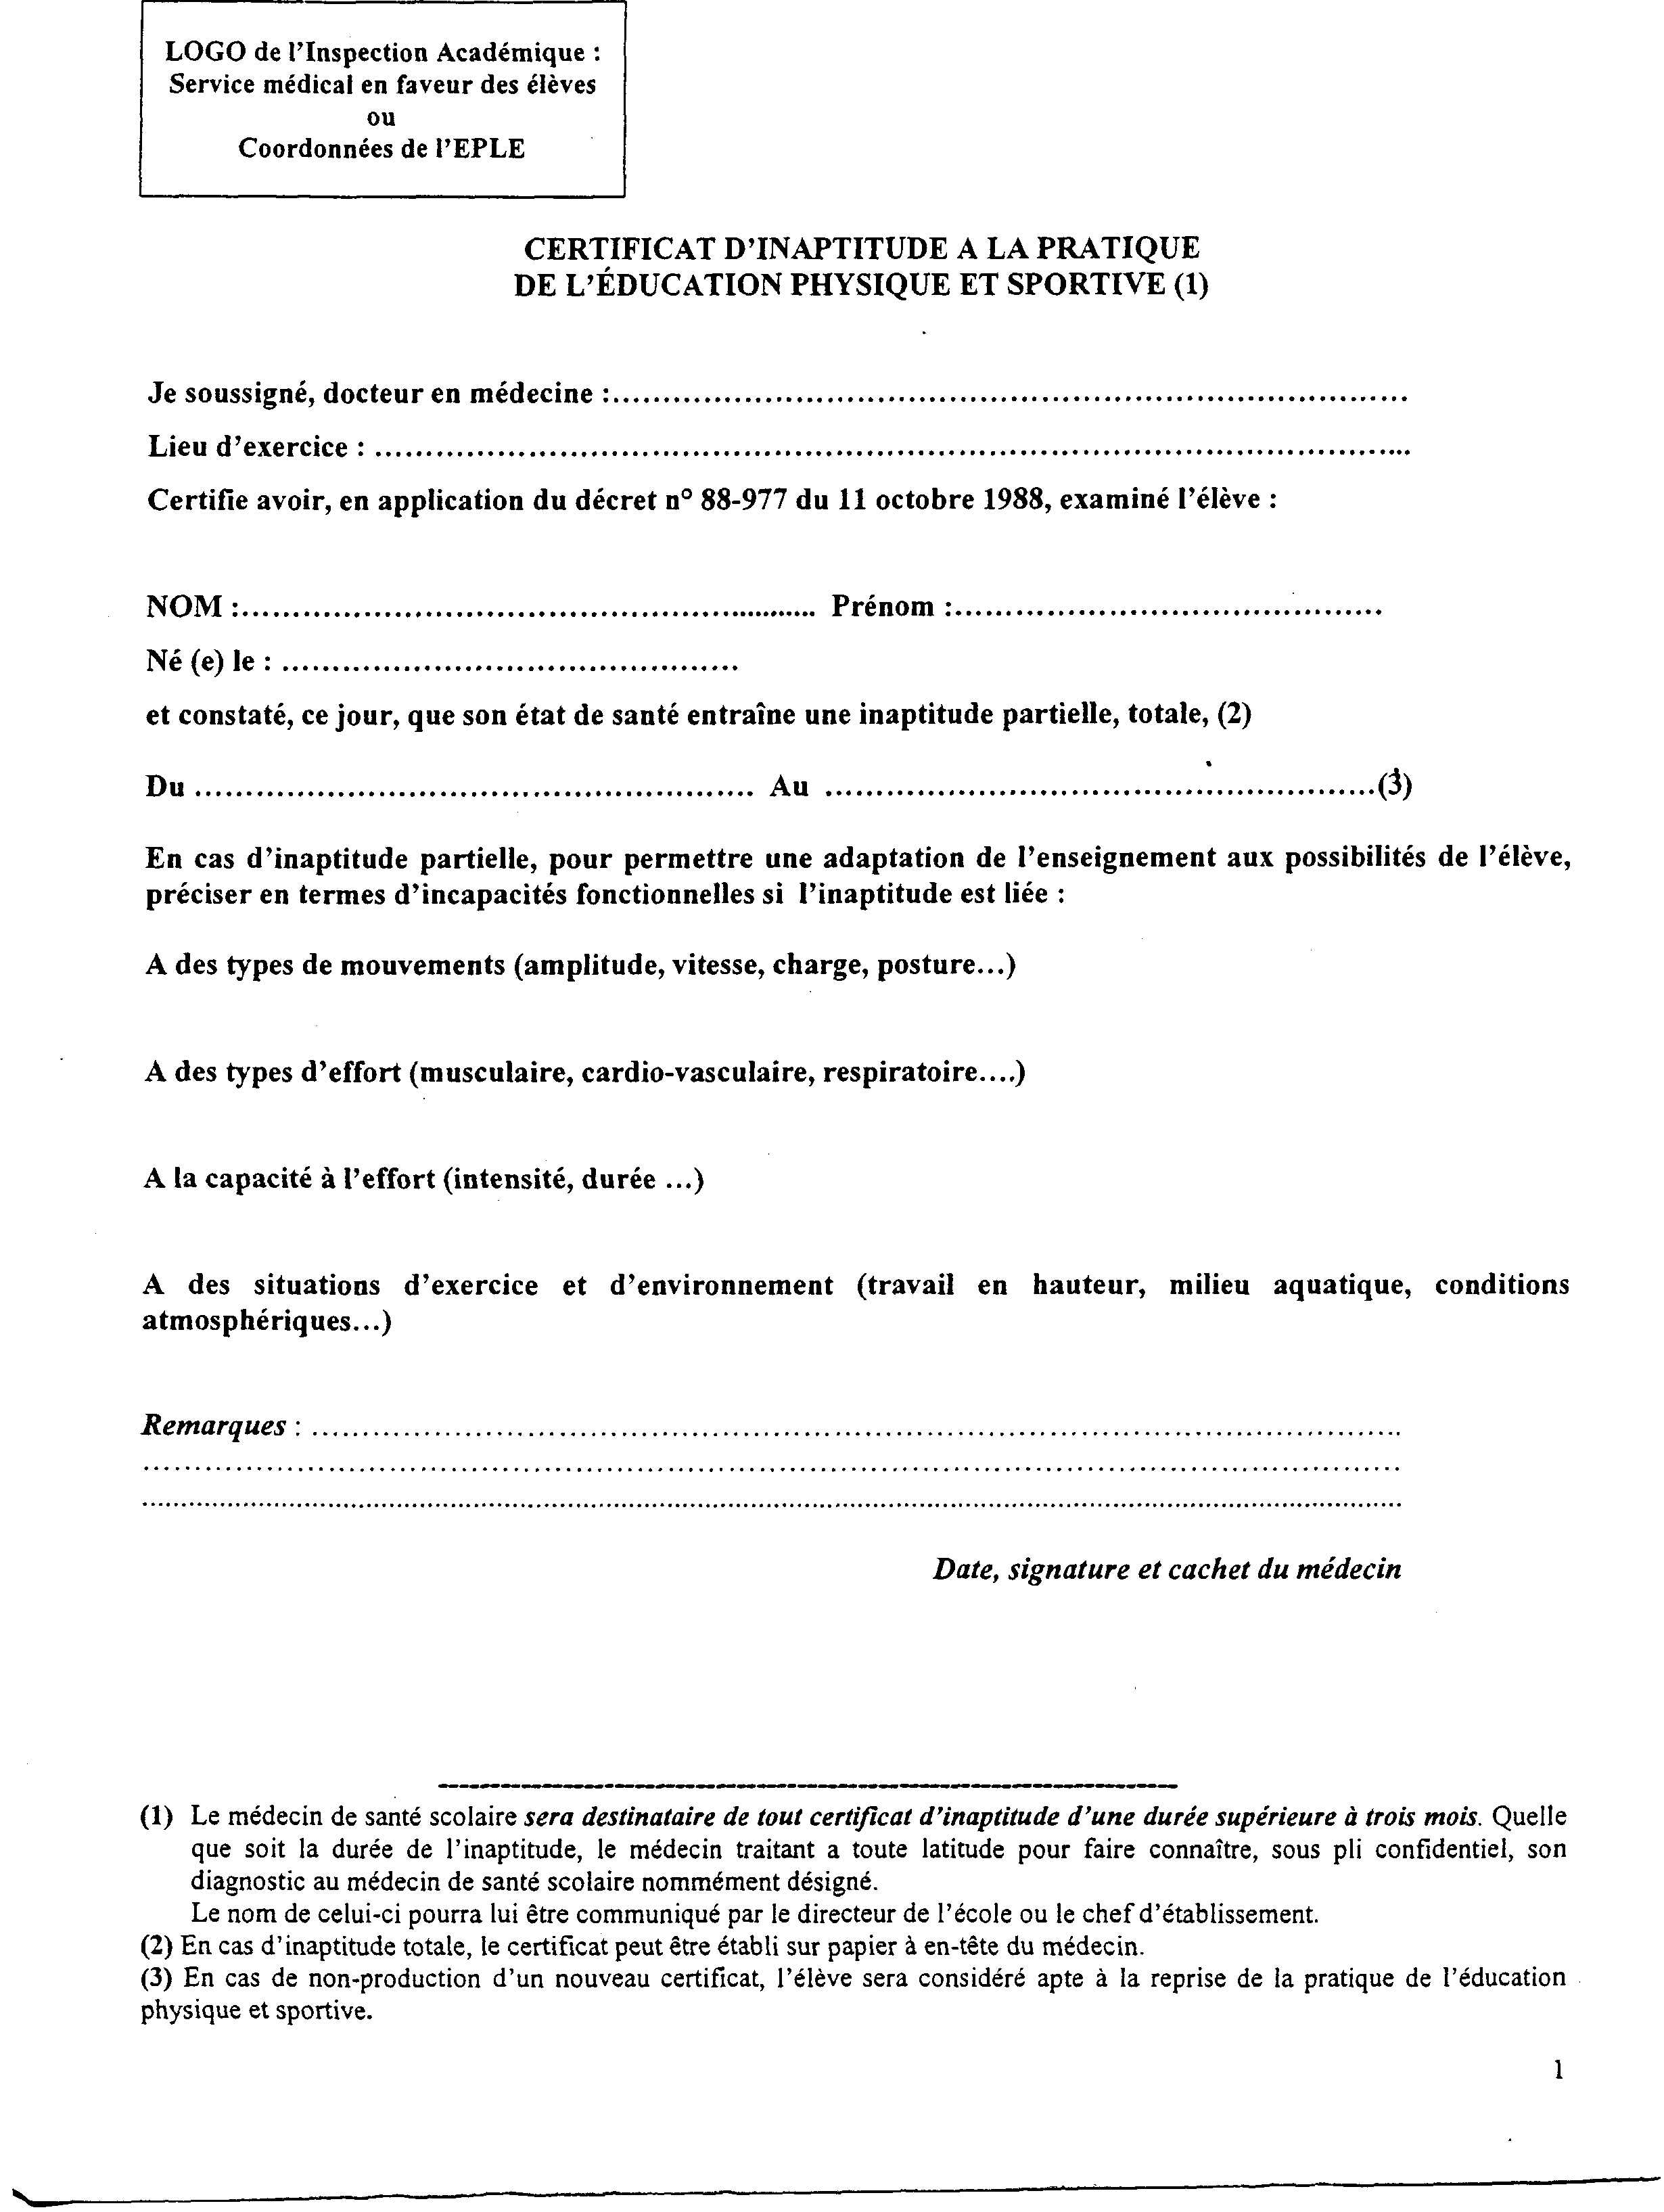 LOGO de l'Inspection Académique :
Service médical en faveur des élèves
ou
Coordonnées de l'EPLE
CERTIFICAT D'INAPTITUDE A LA PRATIQUE
DE L'ÉDUCATION PHYSIQUE ET SPORTIVE (1)
Je soussigné, docteur en médecine :..............................................................................
Lieu d'exercice : .....................................................................................................
Certifie avoir, en application du décret n° 88-977 du 11 octobre 1988, examiné l'élève :
NOM :......................................................... Prénom :..........................................
Né (e) le : .............................................
et constaté, ce jour, que son état de santé entraîne une inaptitude partielle, totale, (2)
Du ....................................................... Au ......................................................(3)
En cas d'inaptitude partielle, pour permettre une adaptation de l'enseignement aux possibilités de l'élève,
préciser en termes d'incapacités fonctionnelles si l'inaptitude est liée :
A des types de mouvements (amplitude, vitesse, charge, posture...)
A des types d'effort (musculaire, cardio-vasculaire, respiratoire....)
A la capacité à l'effort (intensité, durée ...)
A des situations d'exercice et d'environnement (travail en hauteur, milieu aquatique, conditions
atmosphériques...)
Remarques : ...........................................................................................................
............................................................................................................................
............................................................................................................................
Date, signature et cachet du médecin
(1) Le médecin de santé scolaire sera destinataire de tout certificat d'inaptitude d'une durée supérieure à trois mois. Quelle
que soit la durée de l'inaptitude, le médecin traitant a toute latitude pour faire connaître, sous pli confidentiel, son
diagnostic au médecin de santé scolaire nommément désigné.
Le nom de celui-ci pourra lui être communiqué par le directeur de l'école ou le chef d'établissement.
(2) En cas d'inaptitude totale, le certificat peut être établi sur papier à en-tête du médecin.
(3) En cas de non-production d'un nouveau certificat, l'élève sera considéré apte à la reprise de la pratique de l'éducation
physique et sportive.
1